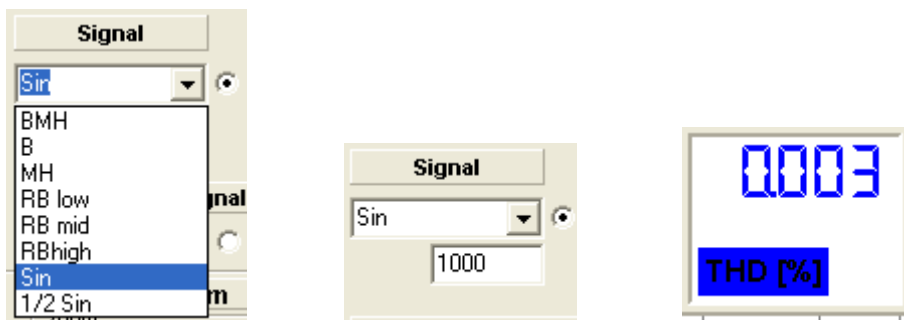 Signal
Sin
BMH
B
MH
RB low
RB mid
RBhigh
Sin
1/2 Sin
Signal
Sin
1000
0.003
THD [%]